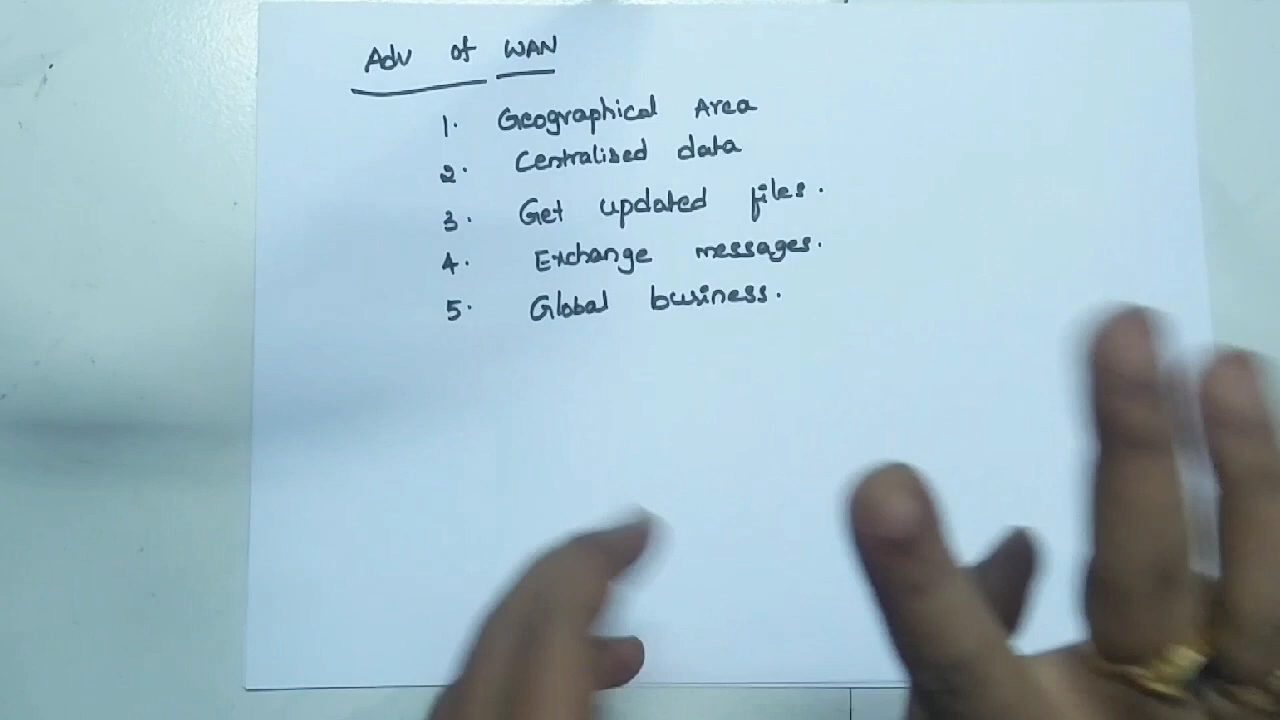 Adv of WAN
1. Geographical Area
2. Centralised data
3. Get updated files.
4. Exchange messages.
5. Global business.